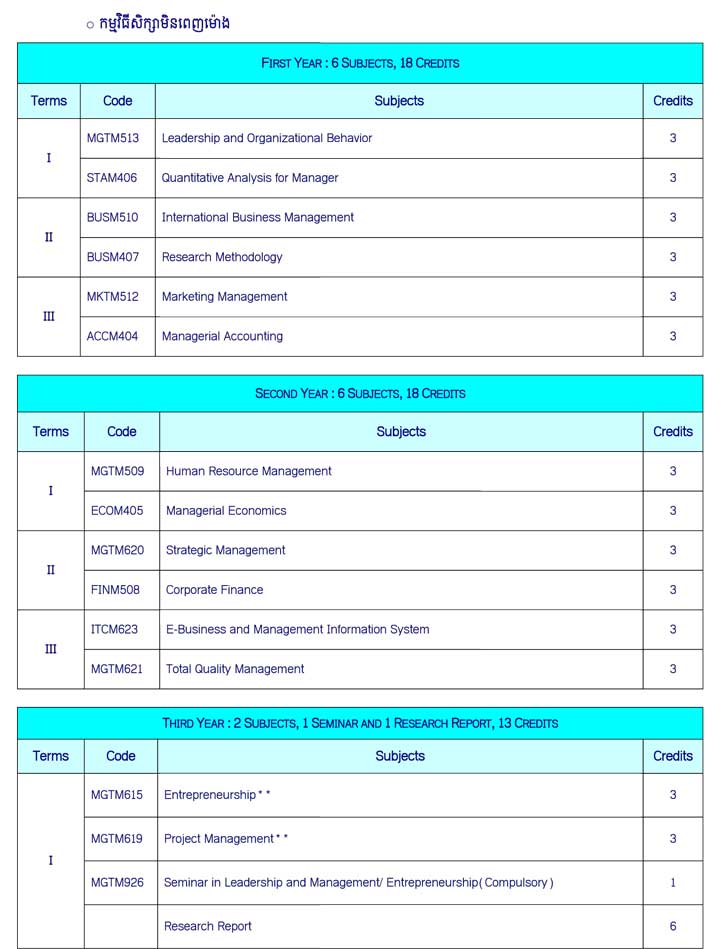 ○ កម្មវិធីសិក្សាមិនពេញម៉ោង
FIRST YEAR : 6 SUBJECTS, 18 CREDITS
Terms Code Subjects Credits
I
MGTM513 Leadership and Organizational Behavior 3
STAM406 Quantitative Analysis for Manager 3
II
BUSM510 International Business Management 3
BUSM407 Research Methodology 3
III
MKTM512 Marketing Management 3
ACCM404 Managerial Accounting 3
SECOND YEAR : 6 SUBJECTS, 18 CREDITS
Terms Code Subjects Credits
I
MGTM509 Human Resource Management 3
ECOM405 Managerial Economics 3
II
MGTM620 Strategic Management 3
FINM508 Corporate Finance 3
III
ITCM623 E-Business and Management Information System 3
MGTM621 Total Quality Management 3
THIRD YEAR : 2 SUBJECTS, 1 SEMINAR AND 1 RESEARCH REPORT, 13 CREDITS
Terms Code Subjects Credits
I
MGTM615 Entrepreneurship** 3
MGTM619 Project Management** 3
MGTM926 Seminar in Leadership and Management/ Entrepreneurship(Compulsory) 1
Research Report 6